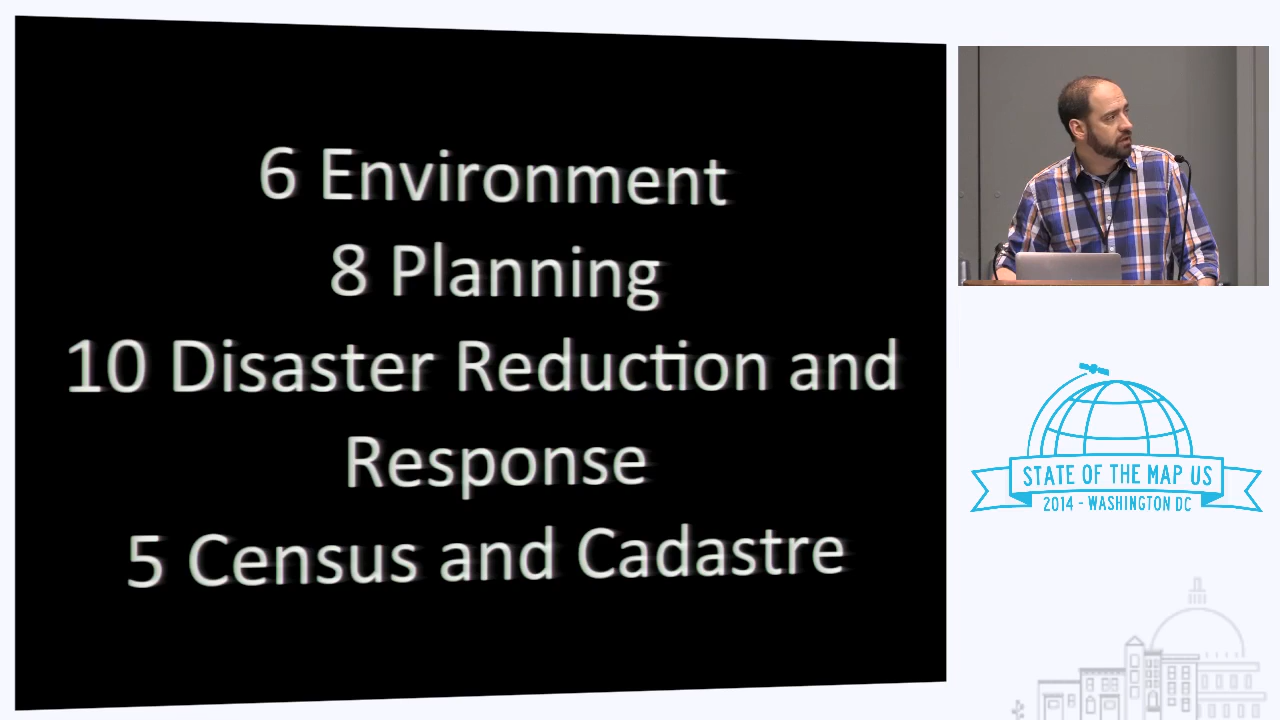 6 Environment
8 Planning
10 Disaster Reduction and
Response
5 Census and Cadastre
STATE OF THE MAP US
2014 - WASHINGTON DC